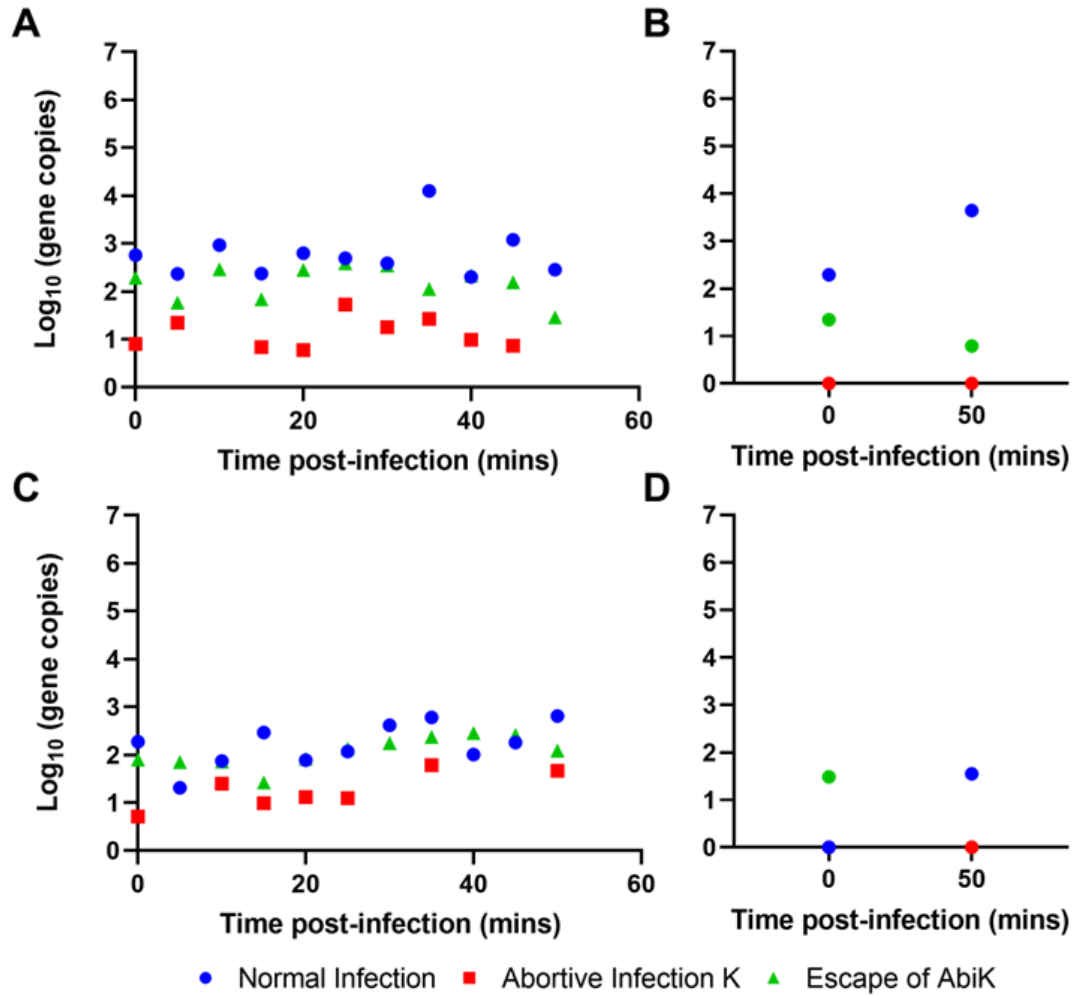 A
7
6
5
4
3
2
1
0
Log10 (gene copies)
0 20 40 60
Time post-infection (mins)
B
7
6
5
4
3
2
1
0
0 50
Time post-infection (mins)
C
7
6
5
4
3
2
1
0
Log10 (gene copies)
0 20 40 60
Time post-infection (mins)
D
7
6
5
4
3
2
1
0
0 50
Time post-infection (mins)
Normal Infection Abortive Infection K Escape of AbiK